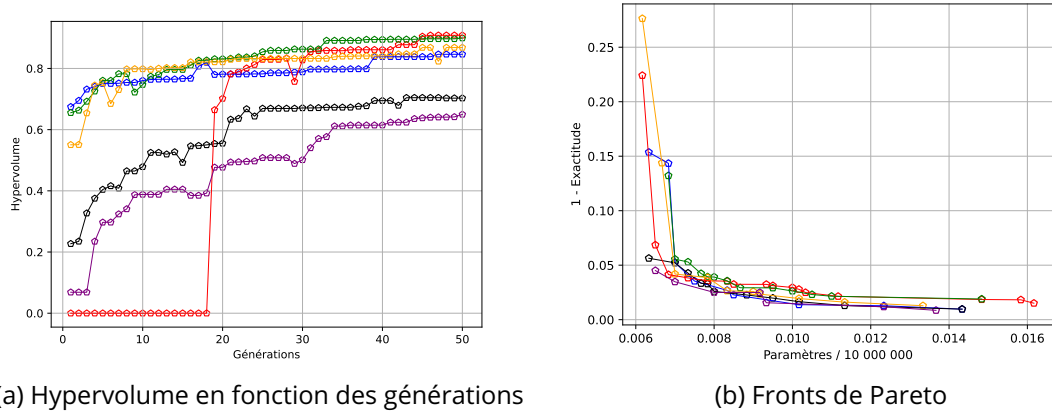 0.8
0.6
0.4
0.2
0.0
Hypervolume
0 10 20 30 40 50
Générations
0.25
0.20
0.15
0.10
0.05
0.00
1 - Exactitude
0.006 0.008 0.010 0.012 0.014 0.016
Paramètres / 10 000 000
a) Hypervolume en fonction des générations
(b) Fronts de Pareto